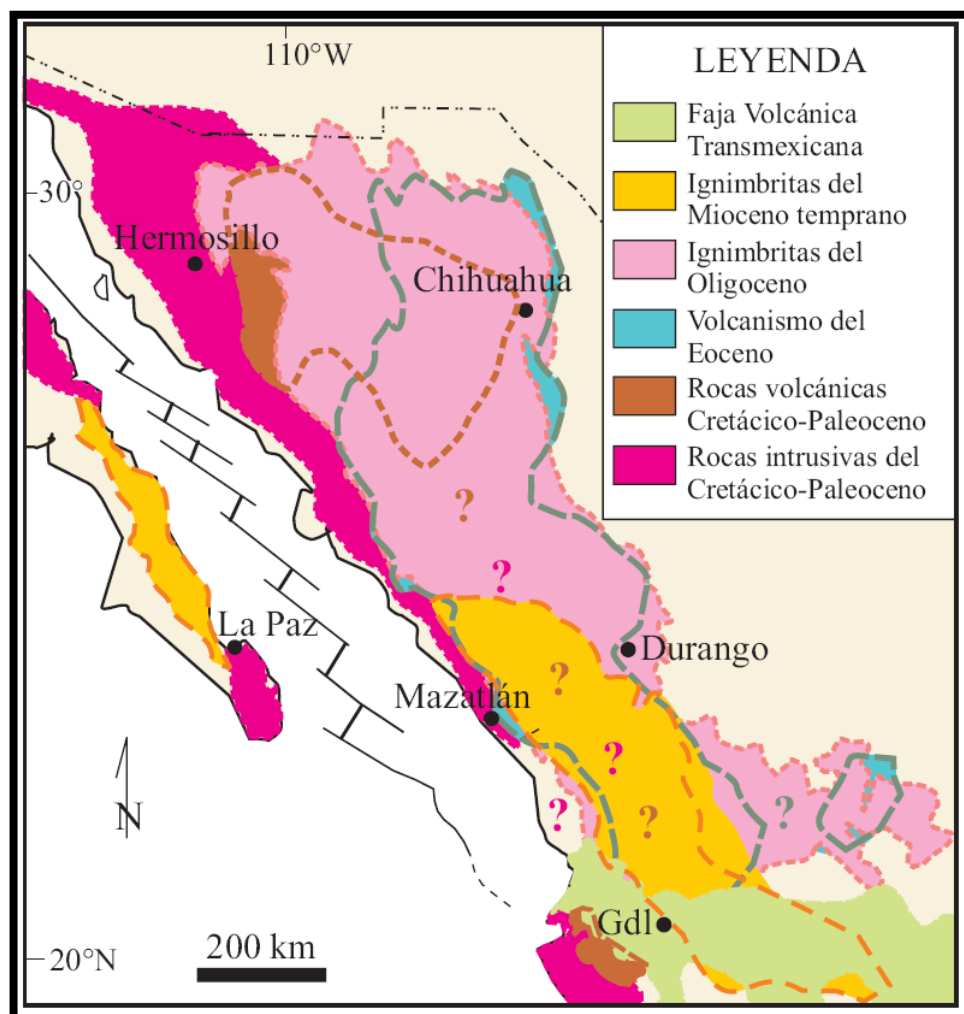 110°W
30°
Hermosillo
Chihuahua
LEYENDA
Faja Volcánica
Transmexicana
Ignimbritas del
Mioceno temprano
Ignimbritas del
Oligoceno
Volcanismo del
Eoceno
Rocas volcánicas
Cretácico-Paleoceno
Rocas intrusivas del
Cretácico-Paleoceno
?
?
La Paz
Durango
?
Mazatlán
?
N
?
?
?
Gdl
200 km
20°N